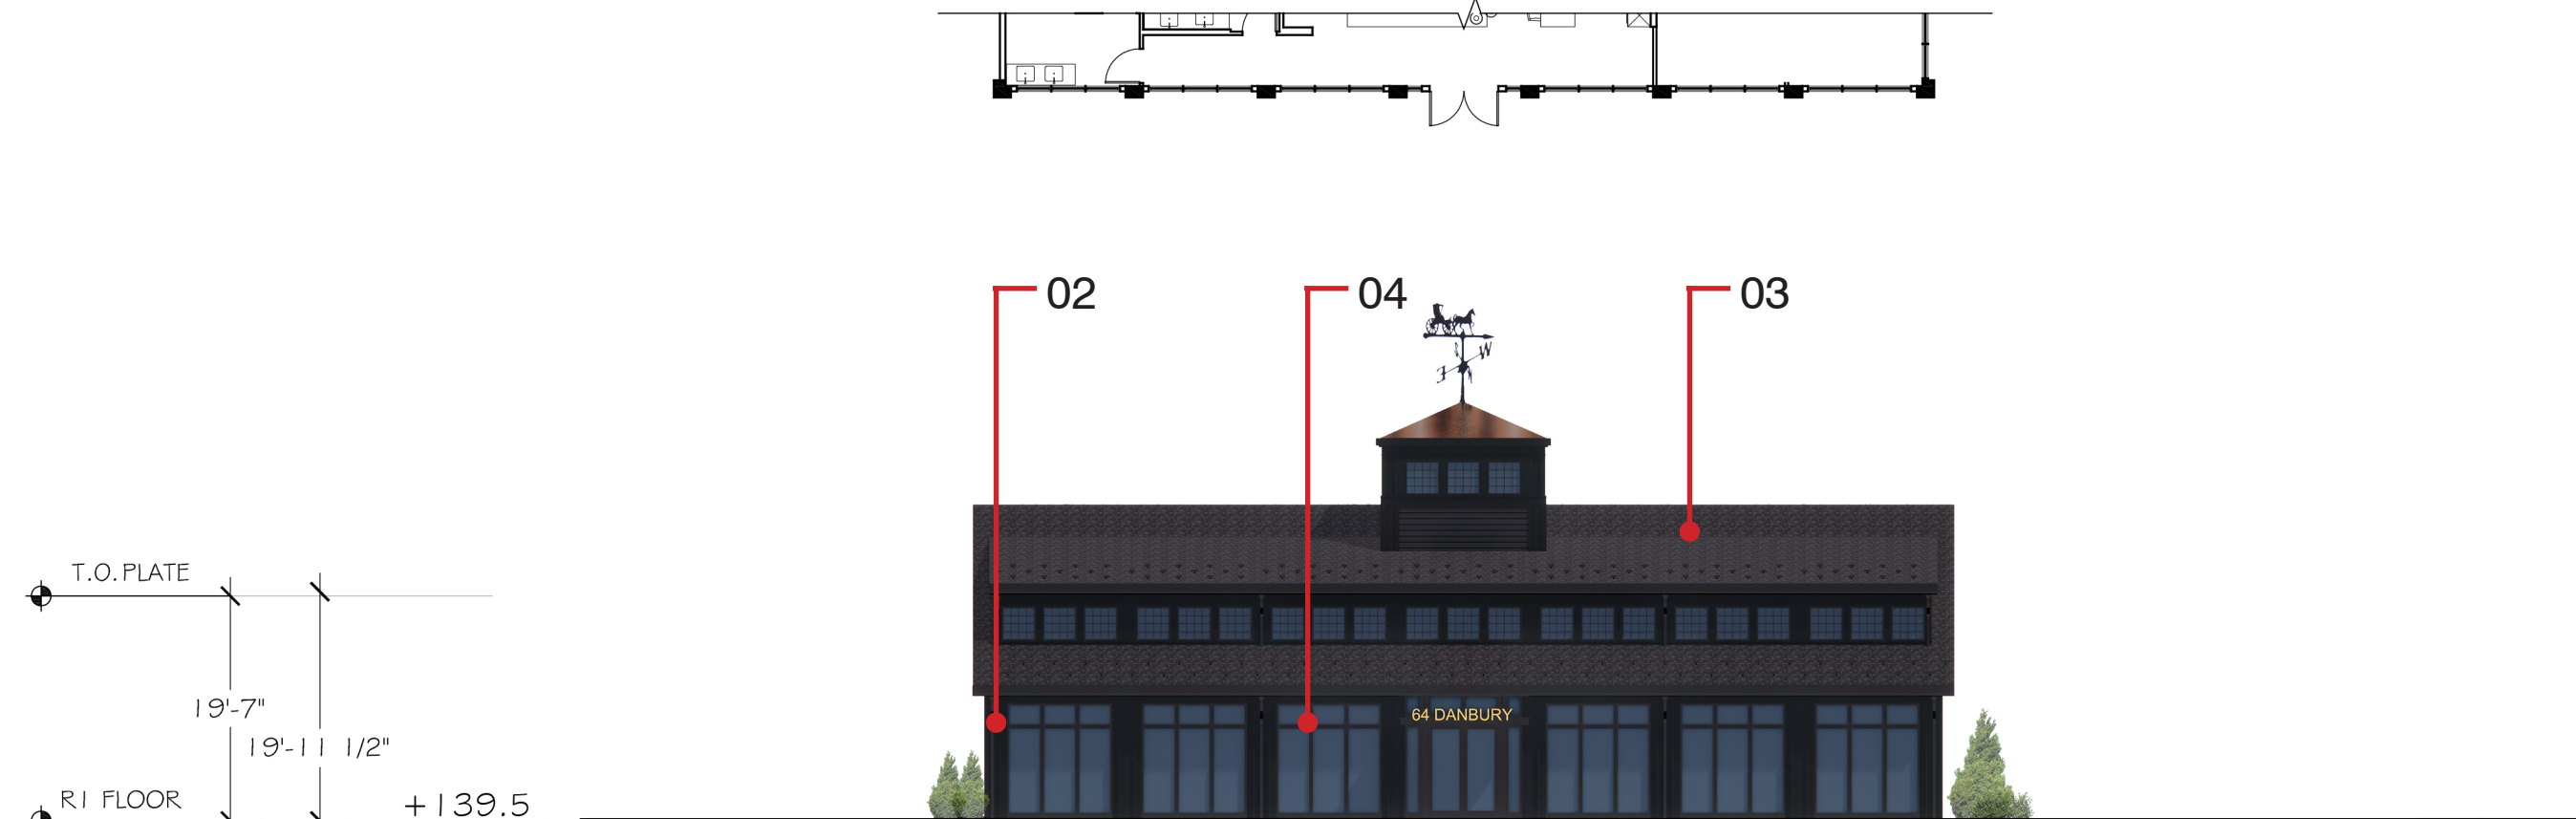 02
04
03
W
E
T.O. PLATE
64 DANBURY
19'-7"
19'-11 1/2"
R1 FLOOR
+139.5